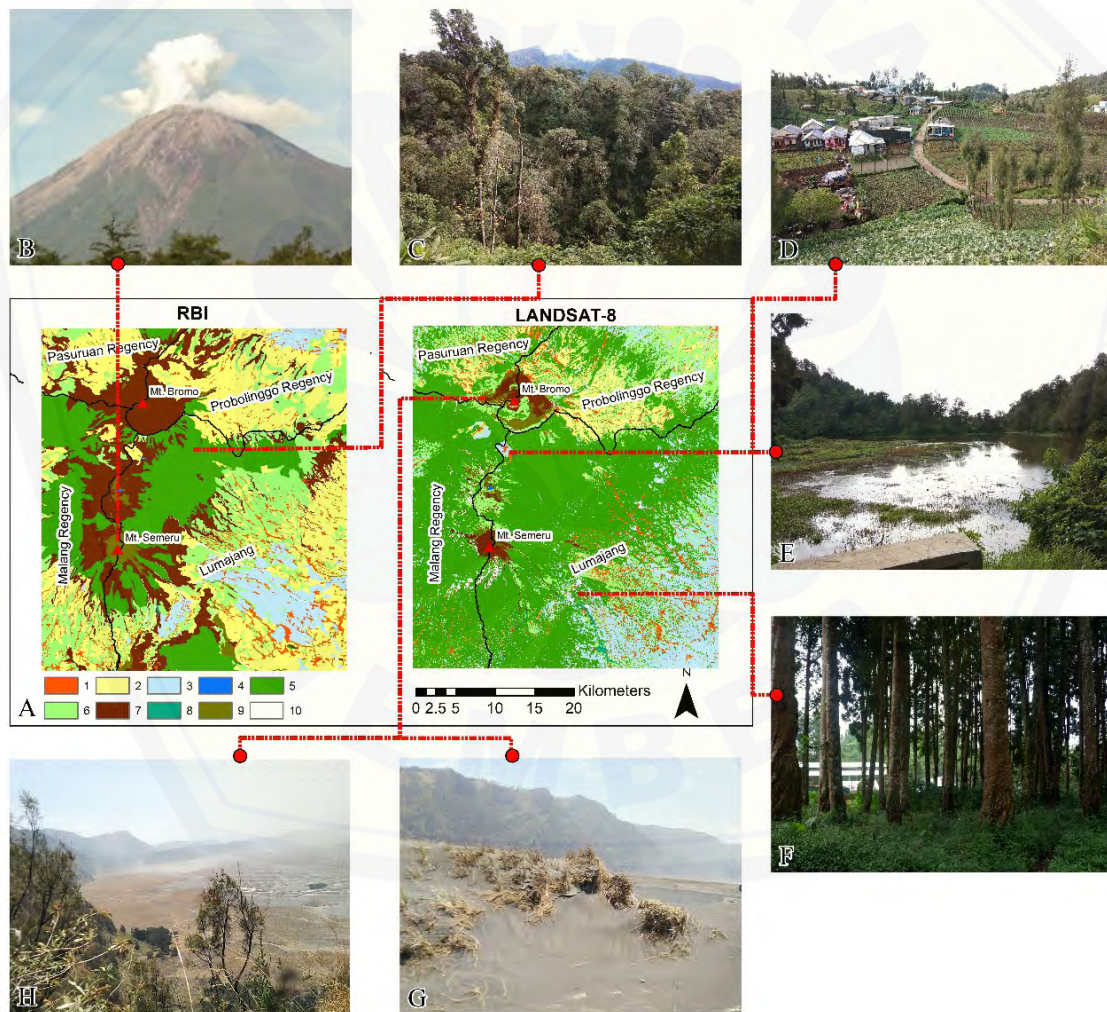 B
C
D
RBI
LANDSAT-8
Pasuruan Regency
Mt. Bromo
Probolinggo Regency
Malang Regency
Mt. Semeru
Lumajang
Pasuruan Regency
Mt. Bromo
Probolinggo Regency
Malang Regency
Mt. Semeru
Lumajang
E
1 2 3 4 5
6 7 8 9 10
A
Kilometers
0 2.5 5 10 15 20
N
F
H
G